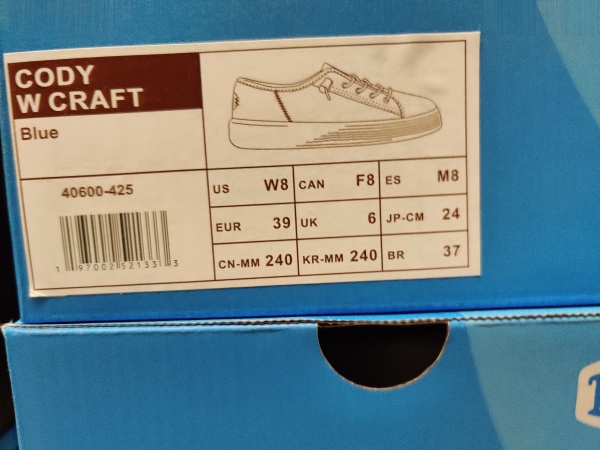 CODY
W CRAFT
Blue
40600-425
1 97002 52133 3
US W8 CAN F8 ES M8
EUR 39 UK 6 JP-CM 24
CN-MM 240 KR-MM 240 BR 37